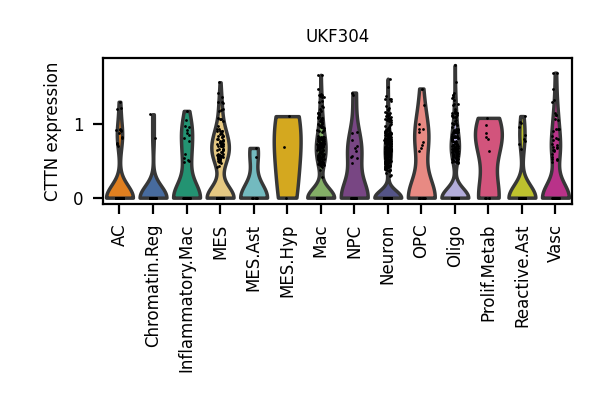 UKF304
CTTN expression
1
0
AC
Chromatin.Reg
Inflammatory.Mac
MES
MES.Ast
MES.Hyp
Mac
NPC
Neuron
OPC
Oligo
Prolif.Metab
Reactive.Ast
Vasc